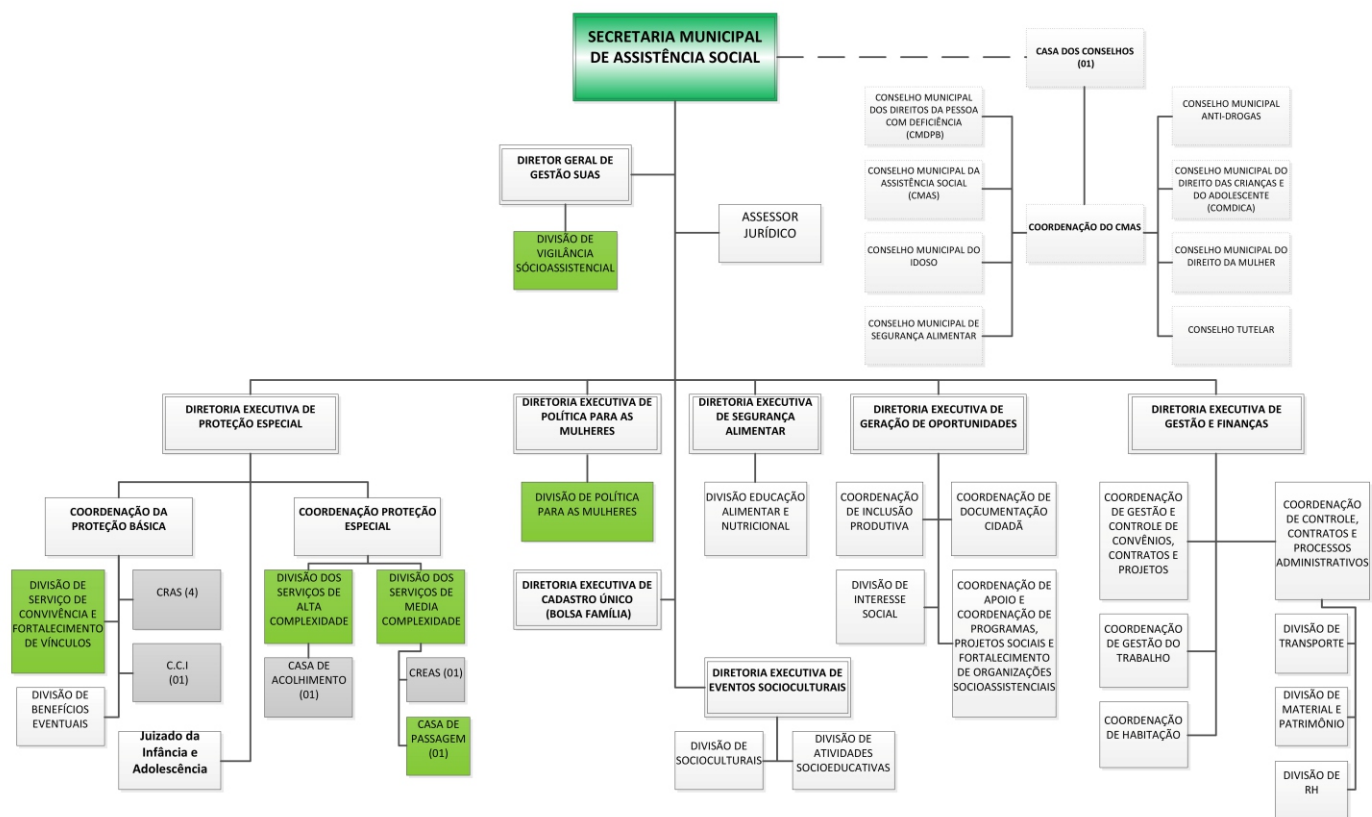 SECRETARIA MUNICIPAL
DE ASSISTÊNCIA SOCIAL
CASA DOS CONSELHOS
(01)
CONSELHO MUNICIPAL
DOS DIREITOS DA PESSOA
COM DEFICIÊNCIA
(CMDPB)
CONSELHO MUNICIPAL
ANTI-DROGAS
DIRETOR GERAL DE
GESTÃO SUAS
CONSELHO MUNICIPAL DA
ASSISTÊNCIA SOCIAL
(CMAS)
CONSELHO MUNICIPAL DO
DIREITO DAS CRIANÇAS E
DO ADOLESCENTE
(COMDICA)
DIVISÃO DE
VIGILÂNCIA
SÓCIOASSISTENCIAL
ASSESSOR
JURÍDICO
COORDENAÇÃO DO CMAS
CONSELHO MUNICIPAL DO
IDOSO
CONSELHO MUNICIPAL DO
DIREITO DA MULHER
CONSELHO MUNICIPAL DE
SEGURANÇA ALIMENTAR
CONSELHO TUTELAR
DIRETORIA EXECUTIVA DE
PROTEÇÃO ESPECIAL
DIRETORIA EXECUTIVA DE
POLÍTICA PARA AS
MULHERES
DIRETORIA EXECUTIVA
DE SEGURANÇA
ALIMENTAR
DIRETORIA EXECUTIVA DE
GERAÇÃO DE OPORTUNIDADES
DIRETORIA EXECUTIVA DE
GESTÃO E FINANÇAS
COORDENAÇÃO DA
PROTEÇÃO BÁSICA
COORDENAÇÃO PROTEÇÃO
ESPECIAL
DIVISÃO DE POLÍTICA
PARA AS MULHERES
DIVISÃO EDUCAÇÃO
ALIMENTAR E
NUTRICIONAL
COORDENAÇÃO
DE INCLUSÃO
PRODUTIVA
COORDENAÇÃO DE
DOCUMENTAÇÃO
CIDADÃ
COORDENAÇÃO
DE GESTÃO E
CONTROLE DE
CONVÊNIOS,
CONTRATOS E
PROJETOS
COORDENAÇÃO
DE CONTROLE,
CONTRATOS E
PROCESSOS
ADMINISTRATIVOS
DIVISÃO DE
SERVIÇO DE
CONVIVÊNCIA E
FORTALECIMENTO
DE VÍNCULOS
CRAS (4)
DIVISÃO DOS
SERVIÇOS DE
ALTA
COMPLEXIDADE
DIVISÃO DOS
SERVIÇOS DE
MEDIA
COMPLEXIDADE
DIRETORIA EXECUTIVA DE
CADASTRO ÚNICO
(BOLSA FAMÍLIA)
DIVISÃO DE
INTERESSE
SOCIAL
COORDENAÇÃO DE
APOIO E
COORDENAÇÃO DE
PROGRAMAS,
PROJETOS SOCIAIS E
FORTALECIMENTO
DE ORGANIZAÇÕES
SOCIOASSISTENCIAIS
COORDENAÇÃO
DE GESTÃO DO
TRABALHO
DIVISÃO DE
TRANSPORTE
C.C.I
(01)
CASA DE
ACOLHIMENTO
(01)
CREAS (01)
DIVISÃO DE
BENEFÍCIOS
EVENTUAIS
DIRETORIA EXECUTIVA DE
EVENTOS SOCIOCULTURAIS
COORDENAÇÃO
DE HABITAÇÃO
DIVISÃO DE
MATERIAL E
PATRIMÔNIO
Juizado da
Infância e
Adolescência
CASA DE
PASSAGEM
(01)
DIVISÃO DE
SOCIOCULTURAIS
DIVISÃO DE
ATIVIDADES
SOCIOEDUCATIVAS
DIVISÃO DE
RH